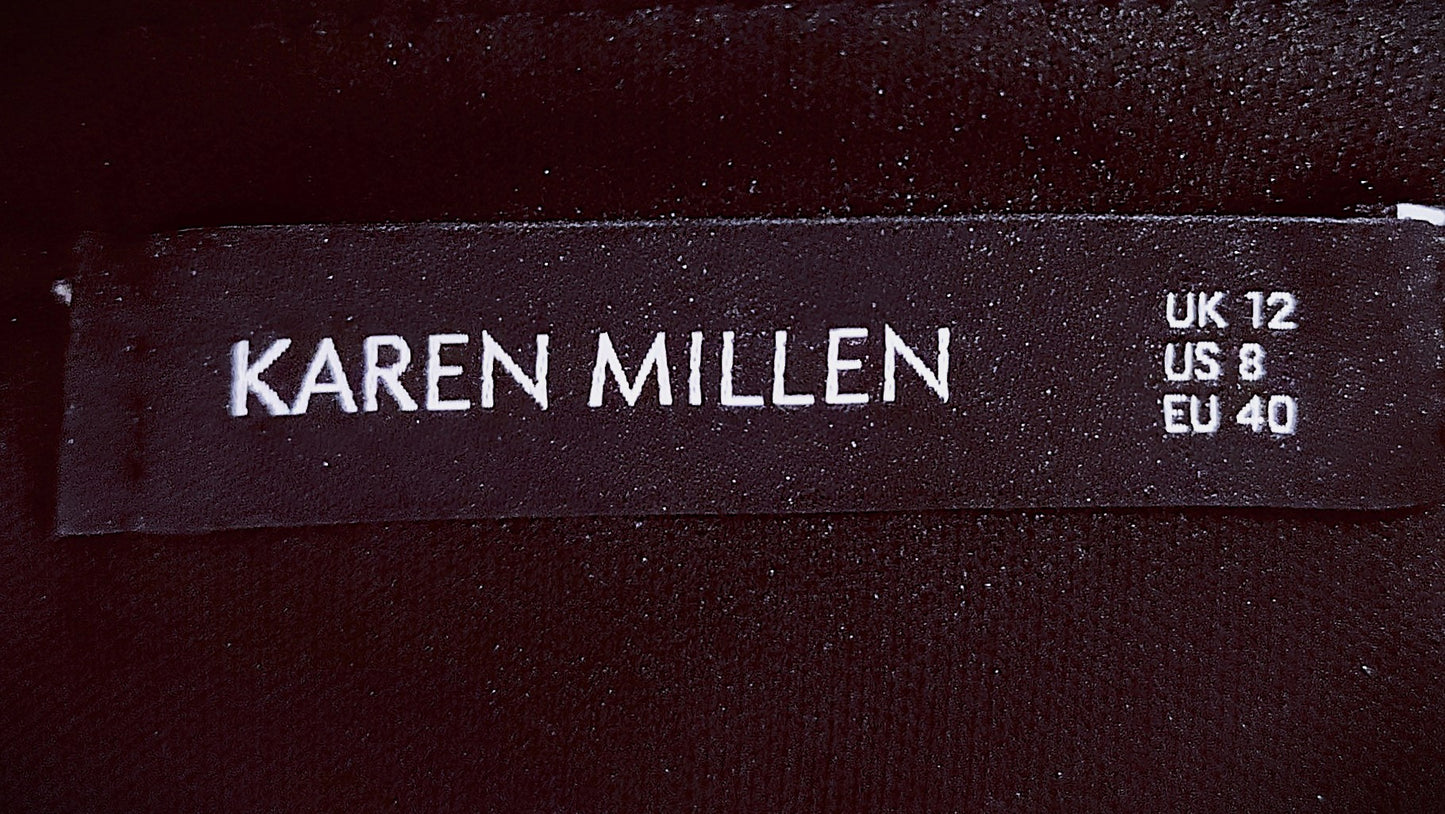 KAREN MILLEN
UK 12
US 8
EU 40